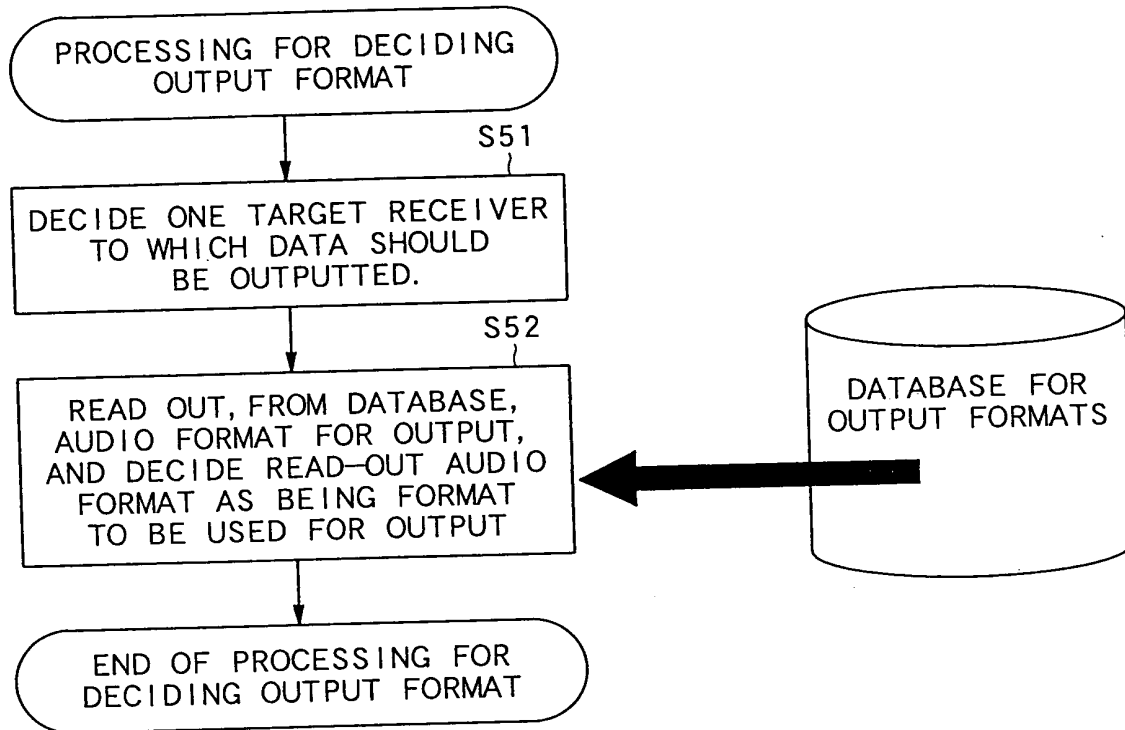 PROCESSING FOR DECIDING
OUTPUT FORMAT
S51
DECIDE ONE TARGET RECEIVER
TO WHICH DATA SHOULD
BE OUTPUTTED.
S52
READ OUT, FROM DATABASE,
AUDIO FORMAT FOR OUTPUT,
AND DECIDE READ-OUT AUDIO
FORMAT AS BEING FORMAT
TO BE USED FOR OUTPUT
DATABASE FOR
OUTPUT FORMATS
END OF PROCESSING FOR
DECIDING OUTPUT FORMAT